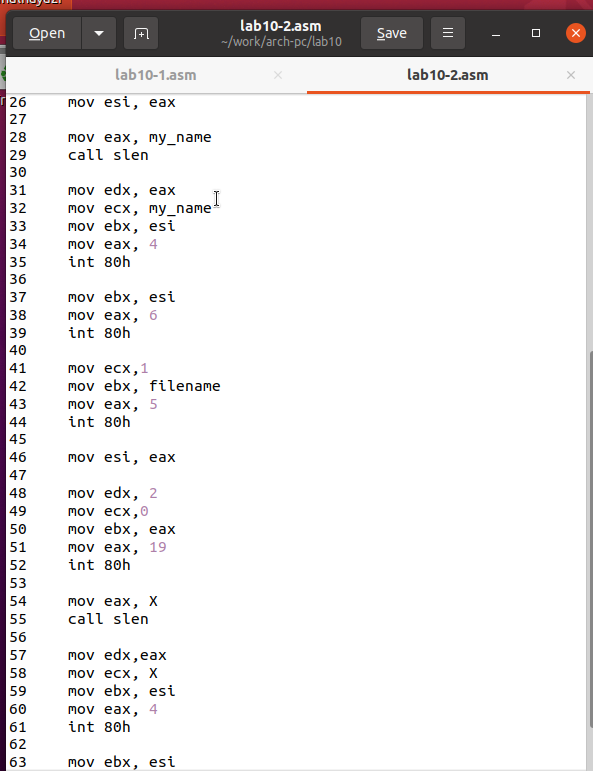 Open
lab10-2.asm
~/work/arch-pc/lab10
Save
lab10-1.asm
lab10-2.asm
26 mov esi, eax
27
28 mov eax, my_name
29 call slen
30
31 mov edx, eax
32 mov ecx, my_name
33 mov ebx, esi
34 mov eax, 4
35 int 80h
36
37 mov ebx, esi
38 mov eax, 6
39 int 80h
40
41 mov ecx,1
42 mov ebx, filename
43 mov eax, 5
44 int 80h
45
46 mov esi, eax
47
48 mov edx, 2
49 mov ecx,0
50 mov ebx, eax
51 mov eax, 19
52 int 80h
53
54 mov eax, X
55 call slen
56
57 mov edx,eax
58 mov ecx, X
59 mov ebx, esi
60 mov eax, 4
61 int 80h
62
63 mov ebx, esi